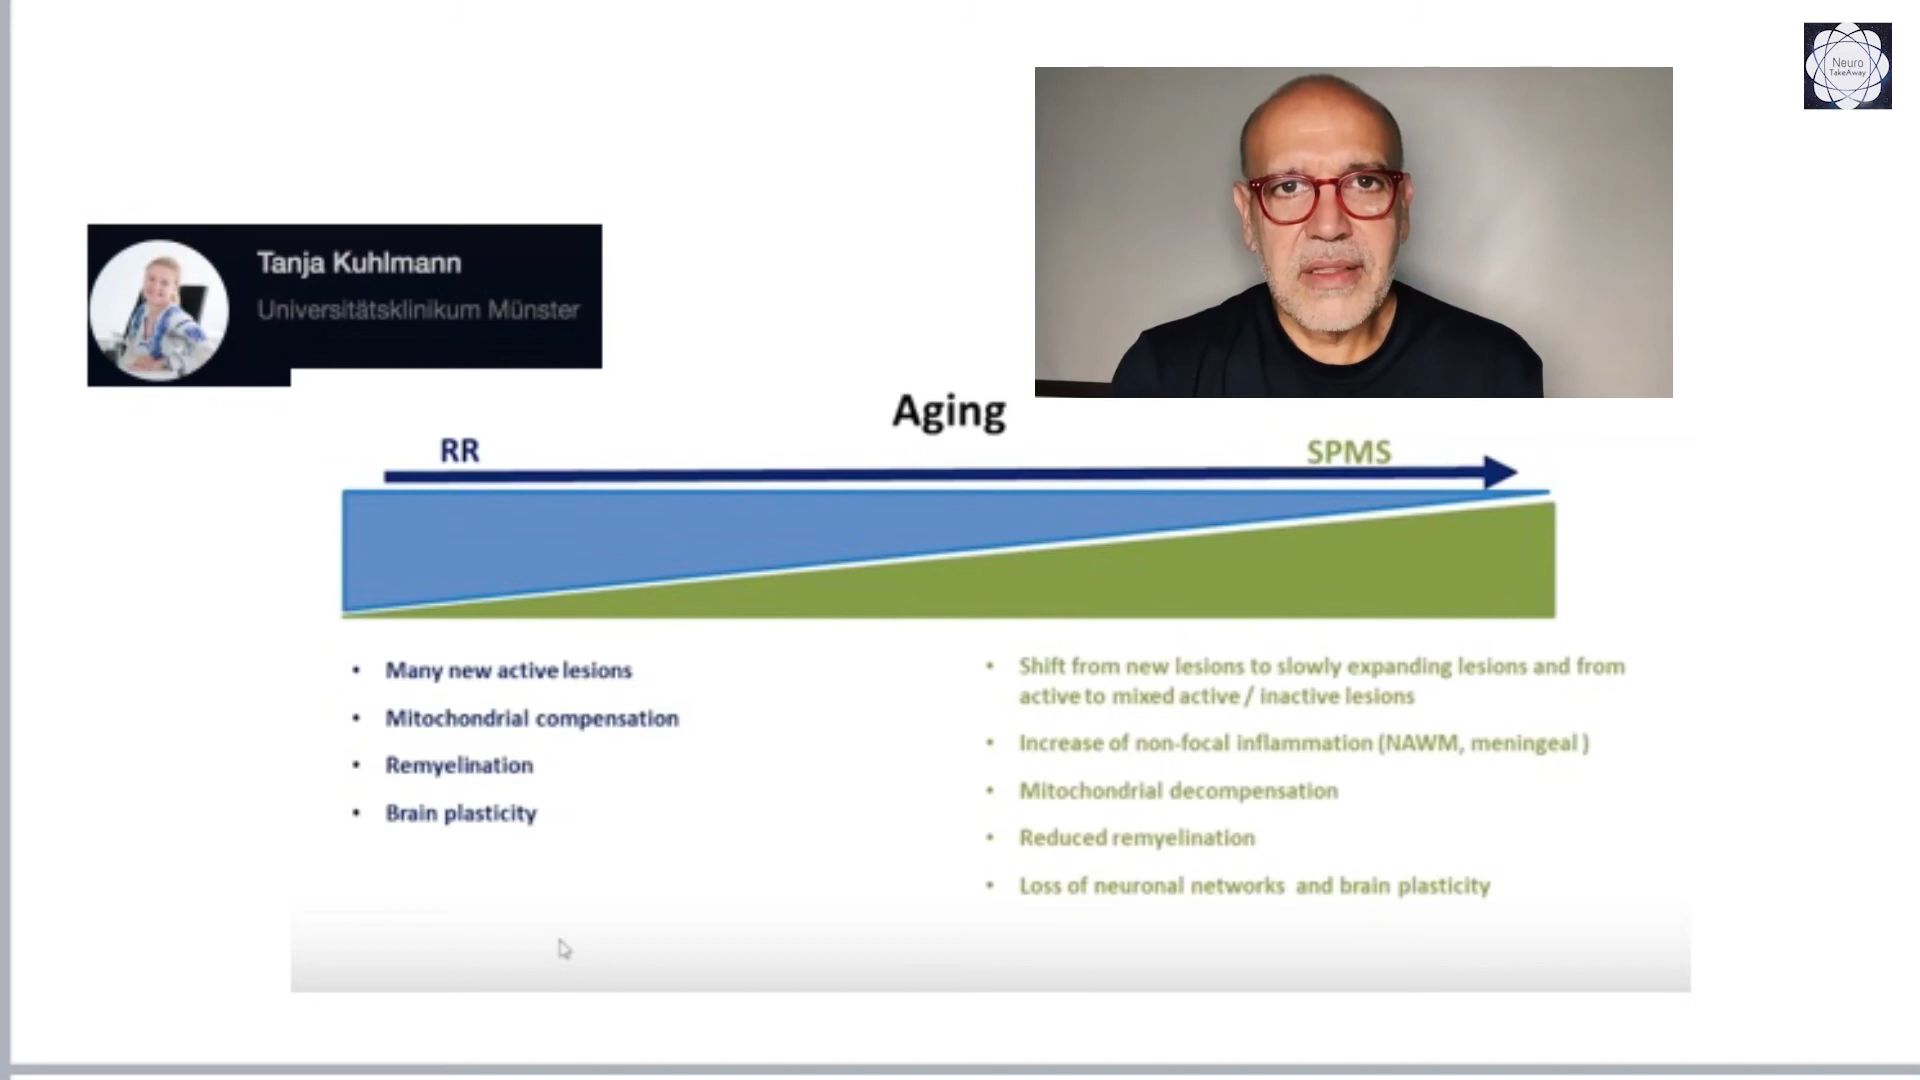 Neuro
TakeAway
Tanja Kuhlmann
Universitätsklinikum Münster
Aging
RR
SPMS
• Many new active lesions
• Mitochondrial compensation
• Remyelination
• Brain plasticity
• Shift from new lesions to slowly expanding lesions and from
active to mixed active / inactive lesions
• Increase of non-focal inflammation (NAWM, meningeal )
• Mitochondrial decompensation
• Reduced remyelination
• Loss of neuronal networks and brain plasticity